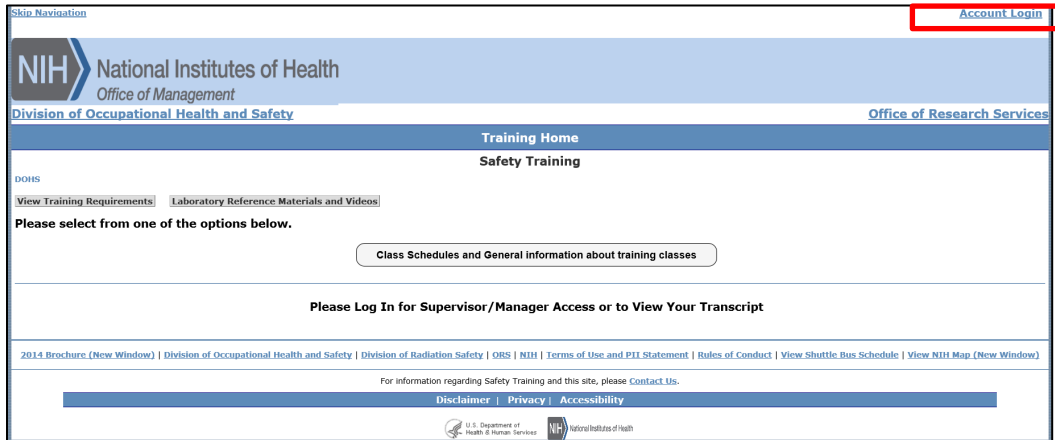 Skip Navigation Account Login
NIH National Institutes of Health
Office of Management
Division of Occupational Health and Safety Office of Research Services
Training Home
Safety Training
DOHS
View Training Requirements Laboratory Reference Materials and Videos
Please select from one of the options below.
Class Schedules and General information about training classes
Please Log In for Supervisor/Manager Access or to View Your Transcript
2014 Brochure (New Window) | Division of Occupational Health and Safety | Division of Radiation Safety | ORS | NIH | Terms of Use and PII Statement | Rules of Conduct | View Shuttle Bus Schedule | View NIH Map (New Window)
For information regarding Safety Training and this site, please Contact Us.
Disclaimer | Privacy | Accessibility
U.S. Department of
Health & Human Services NIH National Institutes of Health